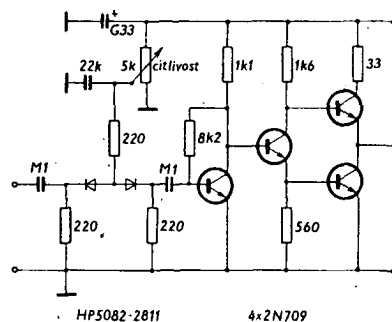 +
G33
22k
5k
citlivost
1k1
1k6
33
220
8k2
M1
M1
220
220
560
HP5082-2811
4x2N709